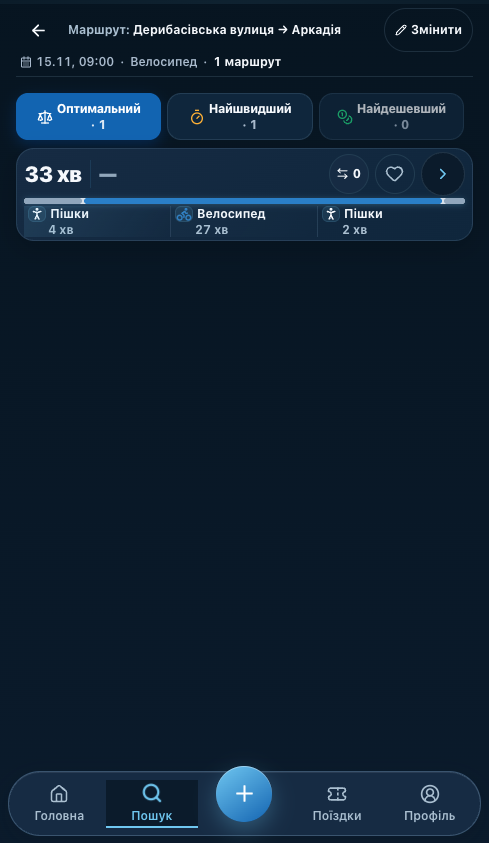 Маршрут: Дерибасівська вулиця → Аркадія
Змінити
15.11, 09:00 · Велосипед · 1 маршрут
Оптимальний
· 1
Найшвидший
· 1
Найдешевший
· 0
33 хв
—
0
Пішки
4 хв
Велосипед
27 хв
Пішки
2 хв
Головна
Пошук
Поїздки
Профіль